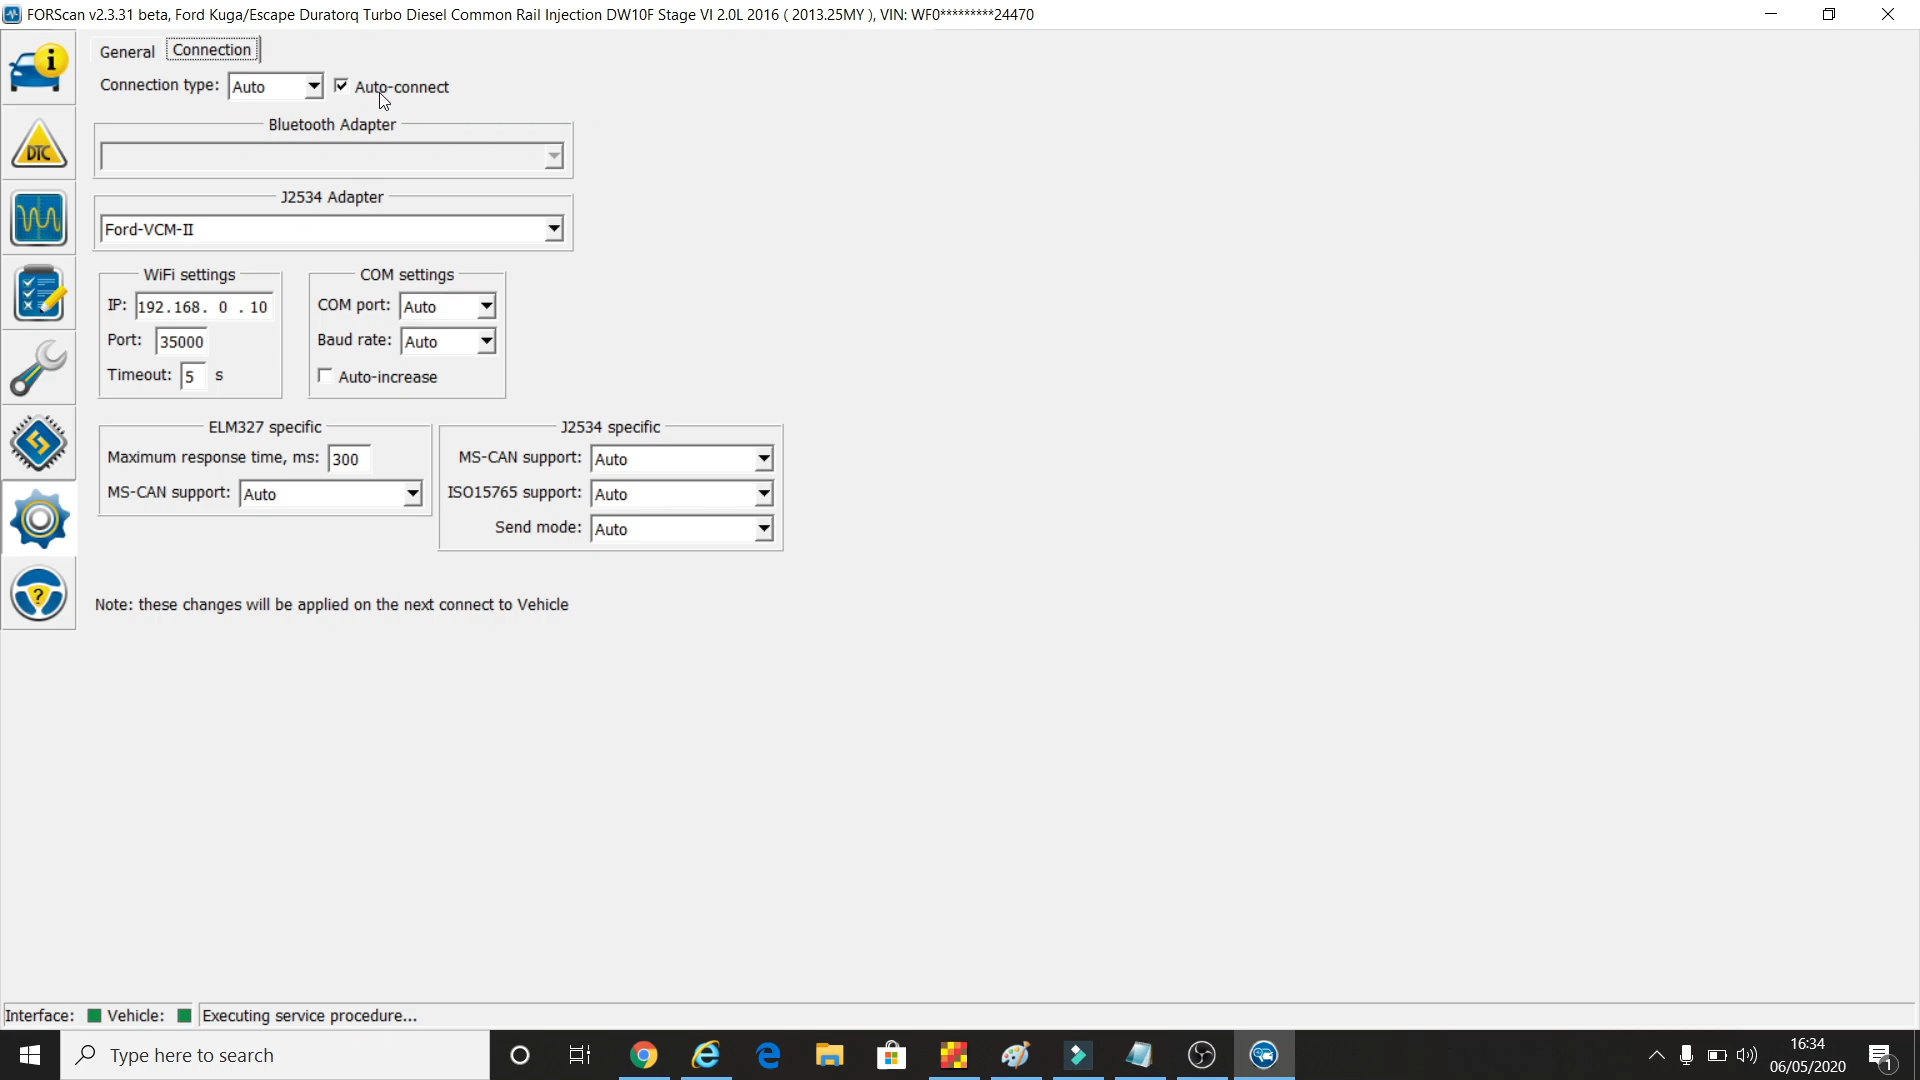 FORScan v2.3.31 beta, Ford Kuga/Escape Duratorq Turbo Diesel Common Rail Injection DW10F Stage VI 2.0L 2016 ( 2013.25MY ), VIN: WF0*********24470
General
Connection
Connection type: Auto
Auto-connect
Bluetooth Adapter
J2534 Adapter
Ford-VCM-II
WiFi settings
IP: 192.168. 0 . 10
Port: 35000
Timeout: 5 s
COM settings
COM port: Auto
Baud rate: Auto
Auto-increase
ELM327 specific
Maximum response time, ms: 300
MS-CAN support: Auto
J2534 specific
MS-CAN support: Auto
ISO15765 support: Auto
Send mode: Auto
Note: these changes will be applied on the next connect to Vehicle
i
DTC
?
Interface: Vehicle: Executing service procedure...
Type here to search
16:34
06/05/2020
1